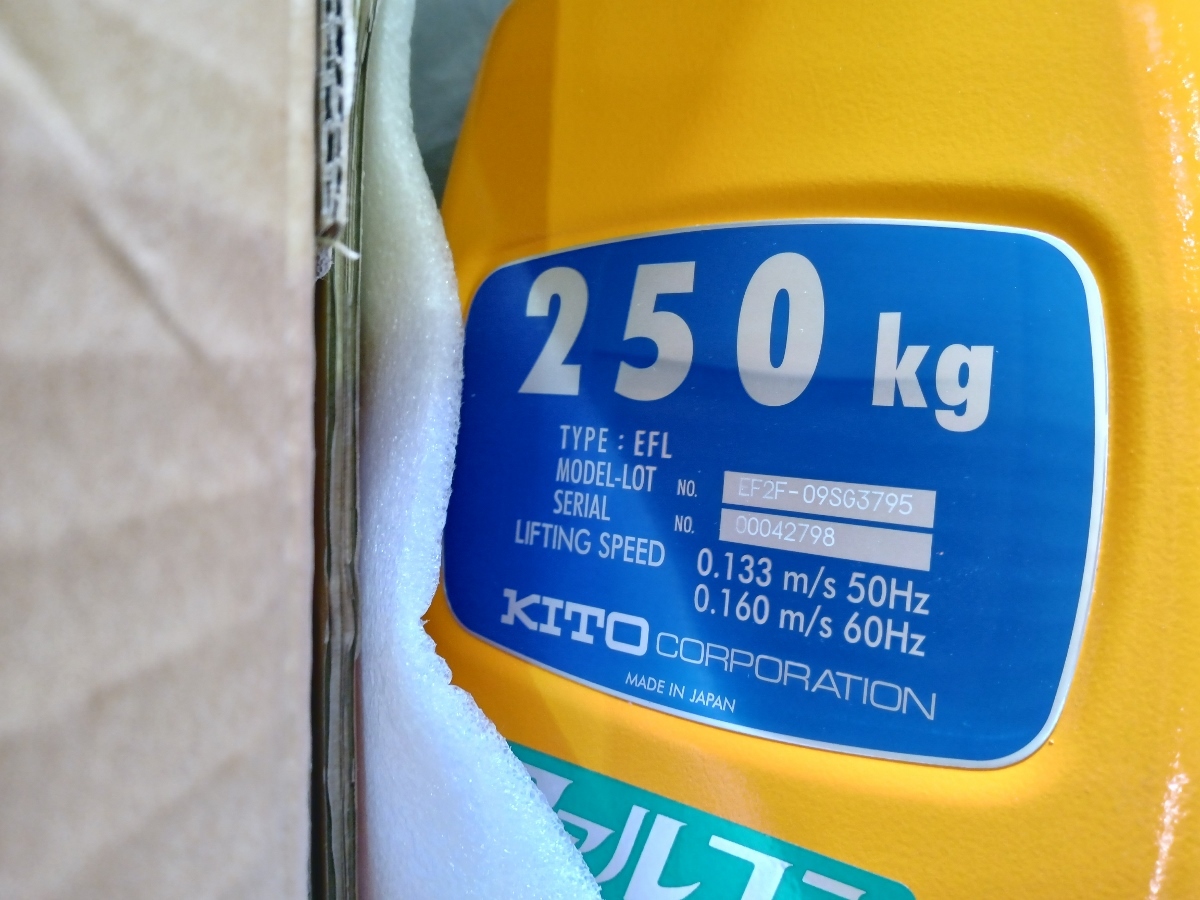 250 kg
TYPE : EFL
MODEL-LOT NO. EF2F-09SG3795
SERIAL NO. 00042798
LIFTING SPEED 0.133 m/s 50Hz
0.160 m/s 60Hz
KITO CORPORATION
MADE IN JAPAN